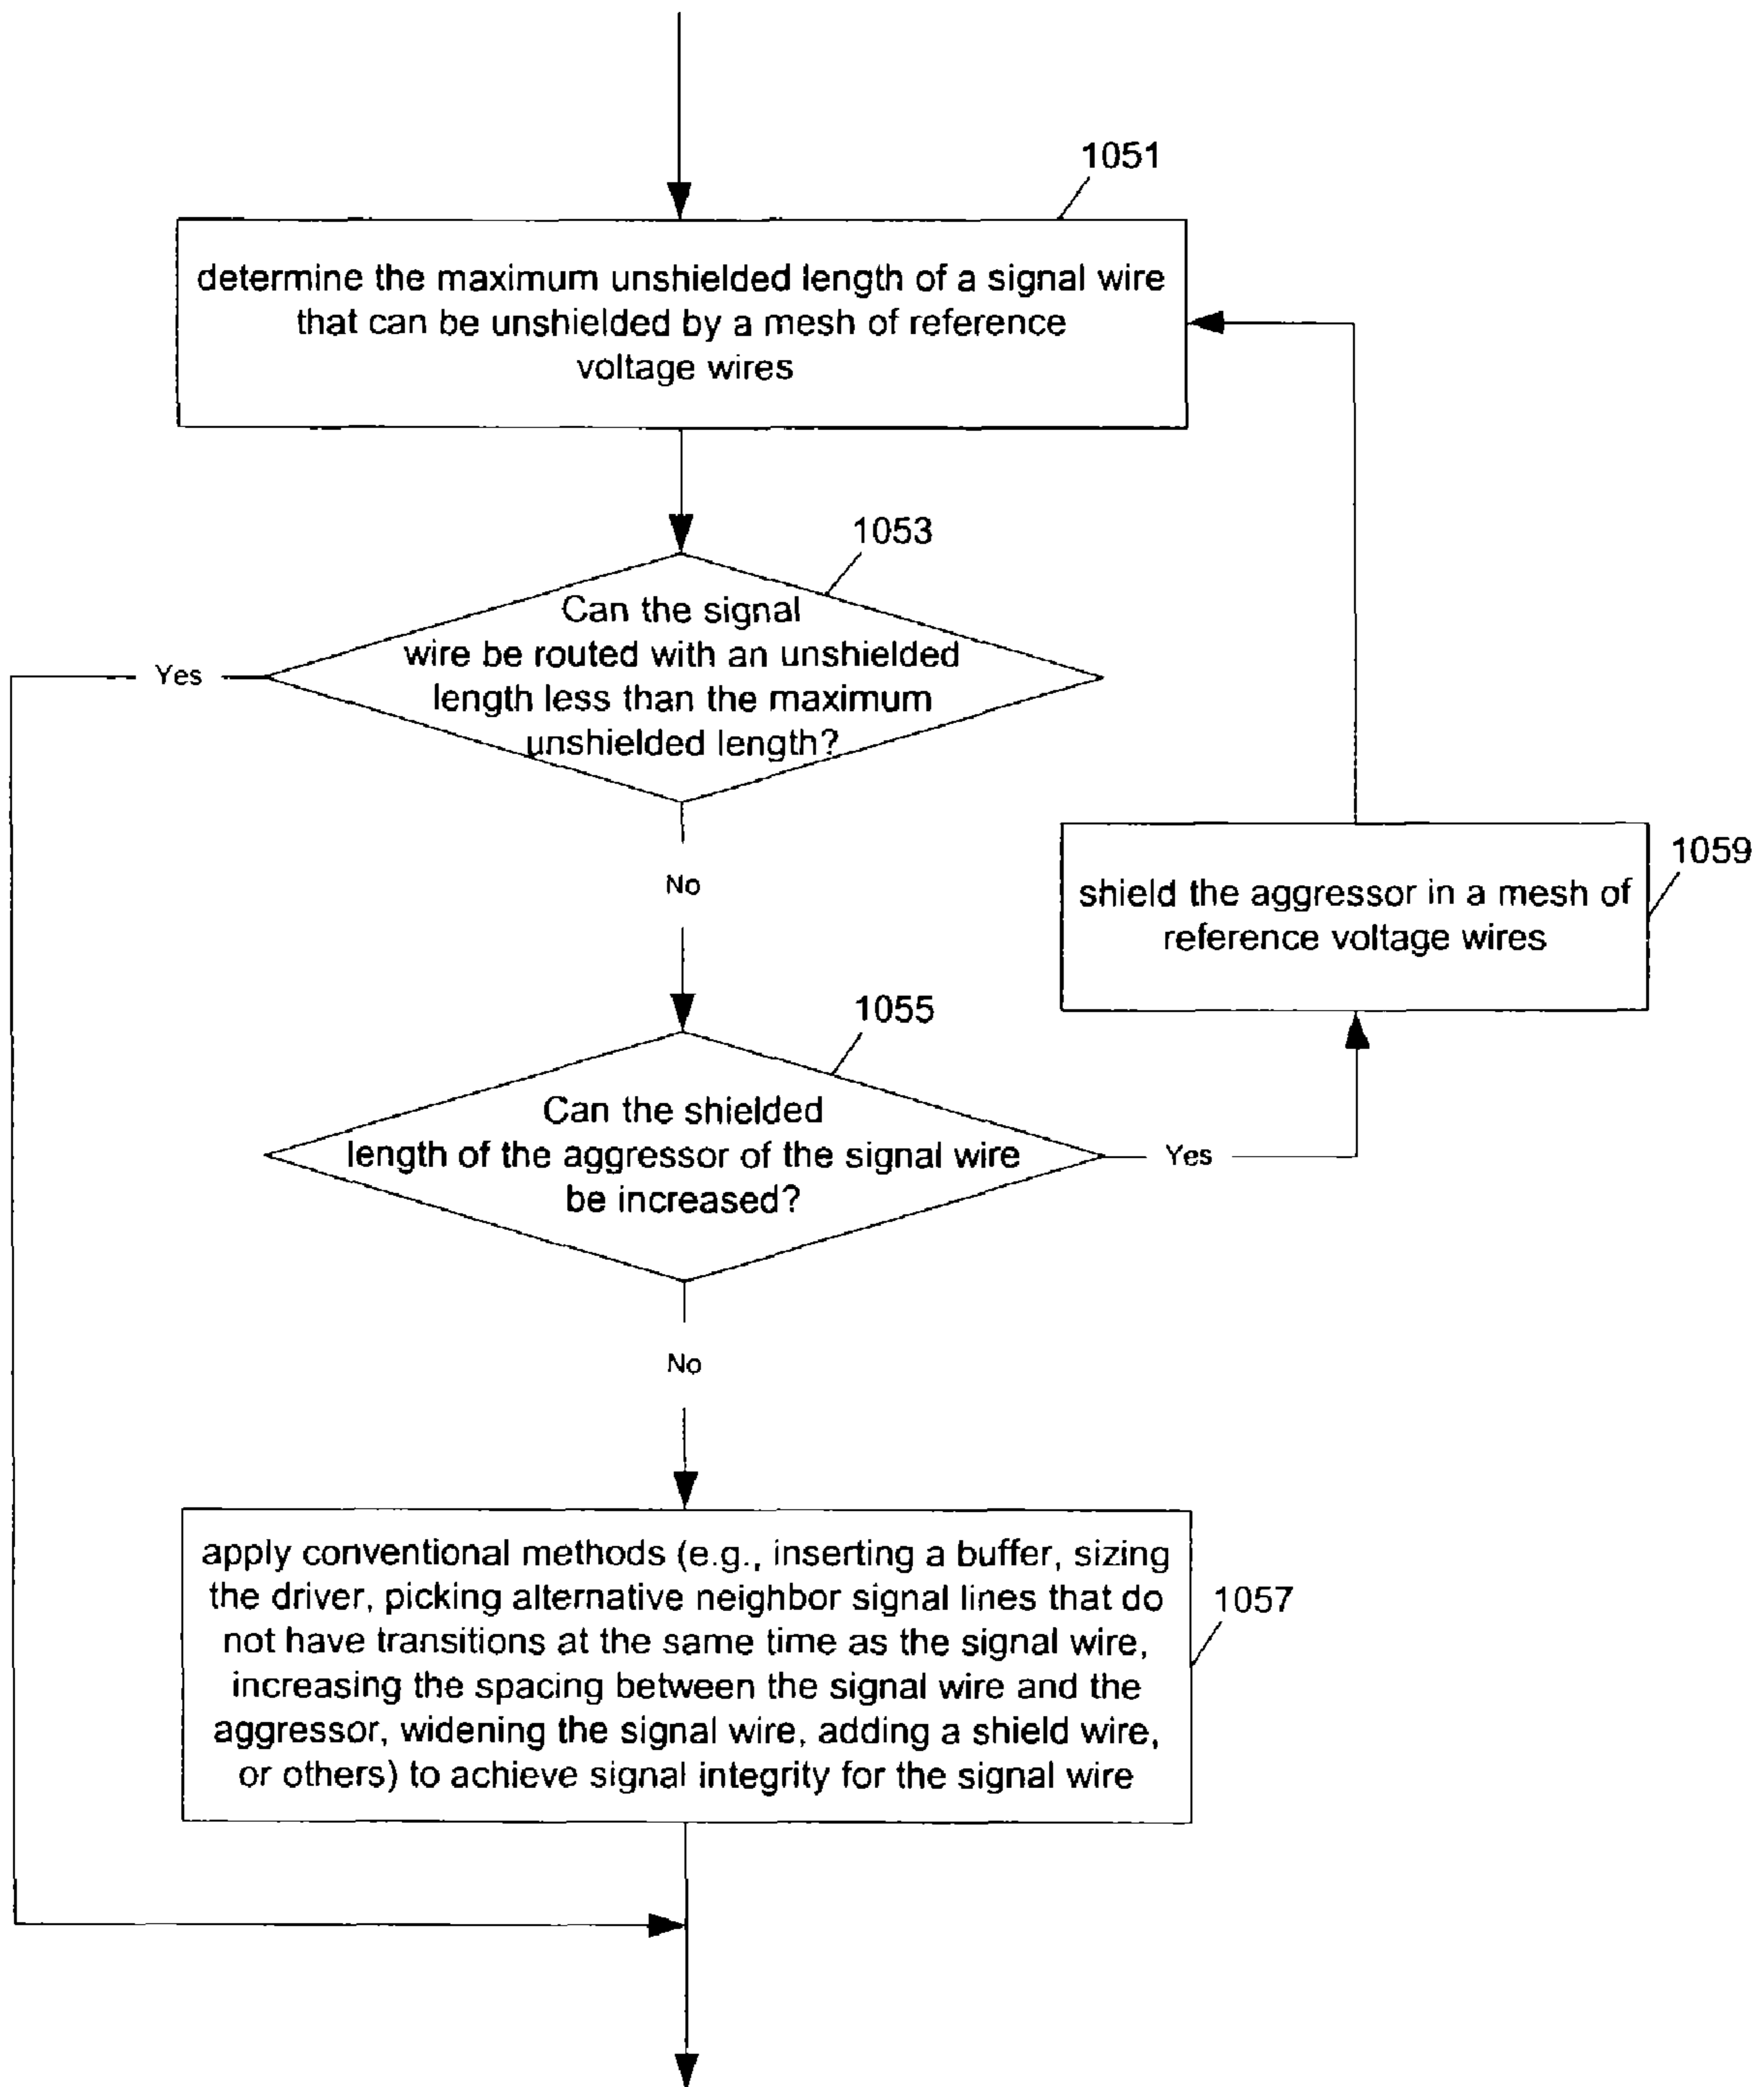 1051
determine the maximum unshielded length of a signal wire
that can be unshielded by a mesh of reference
voltage wires
1053
Can the signal
wire be routed with an unshielded
length less than the maximum
unshielded length?
Yes
No
1059
shield the aggressor in a mesh of
reference voltage wires
1055
Can the shielded
length of the aggressor of the signal wire
be increased?
Yes
No
apply conventional methods (e.g., inserting a buffer, sizing
the driver, picking alternative neighbor signal lines that do
not have transitions at the same time as the signal wire,
increasing the spacing between the signal wire and the
aggressor, widening the signal wire, adding a shield wire,
or others) to achieve signal integrity for the signal wire
1057